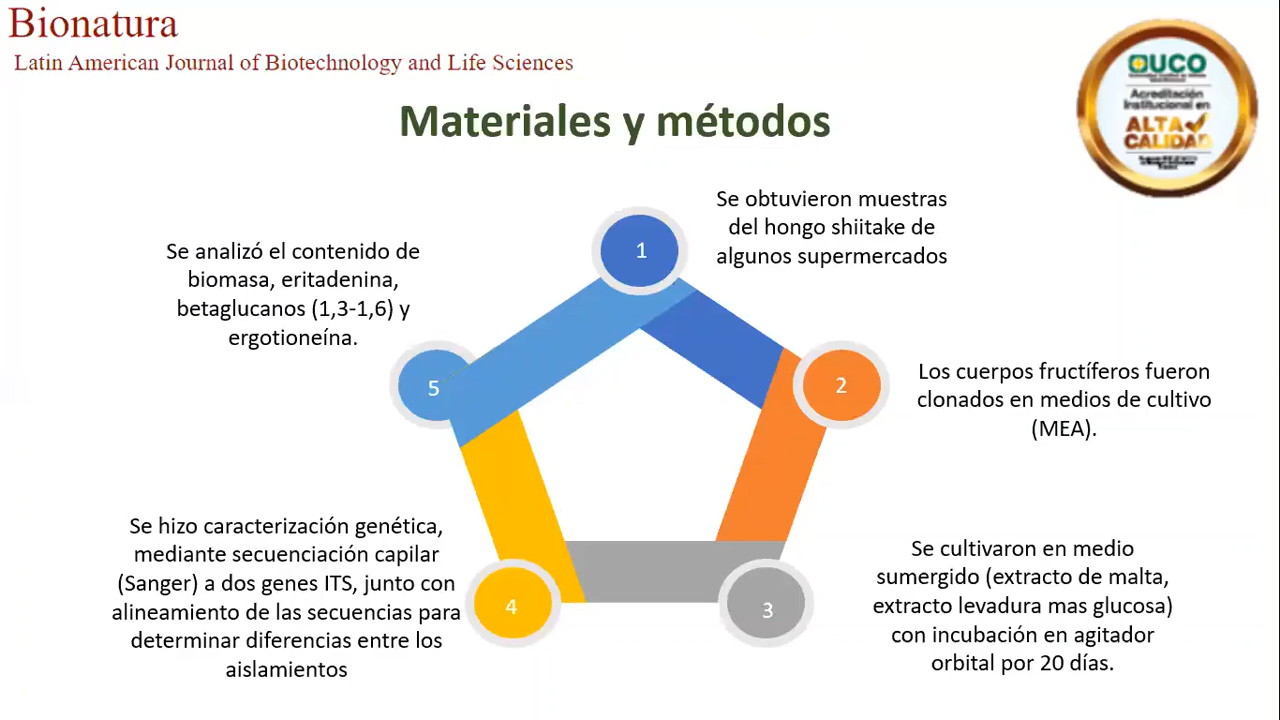 Bionatura
Latin American Journal of Biotechnology and Life Sciences
OUCO
Acreditación
Institucional en
ALTA
CALIDAD
Materiales y métodos
1
Se obtuvieron muestras
del hongo shiitake de
algunos supermercados
2
Los cuerpos fructíferos fueron
clonados en medios de cultivo
(MEA).
3
Se cultivaron en medio
sumergido (extracto de malta,
extracto levadura mas glucosa)
con incubación en agitador
orbital por 20 días.
4
Se hizo caracterización genética,
mediante secuenciación capilar
(Sanger) a dos genes ITS, junto con
alineamiento de las secuencias para
determinar diferencias entre los
aislamientos
5
Se analizó el contenido de
biomasa, eritadenina,
betaglucanos (1,3-1,6) y
ergotioneína.